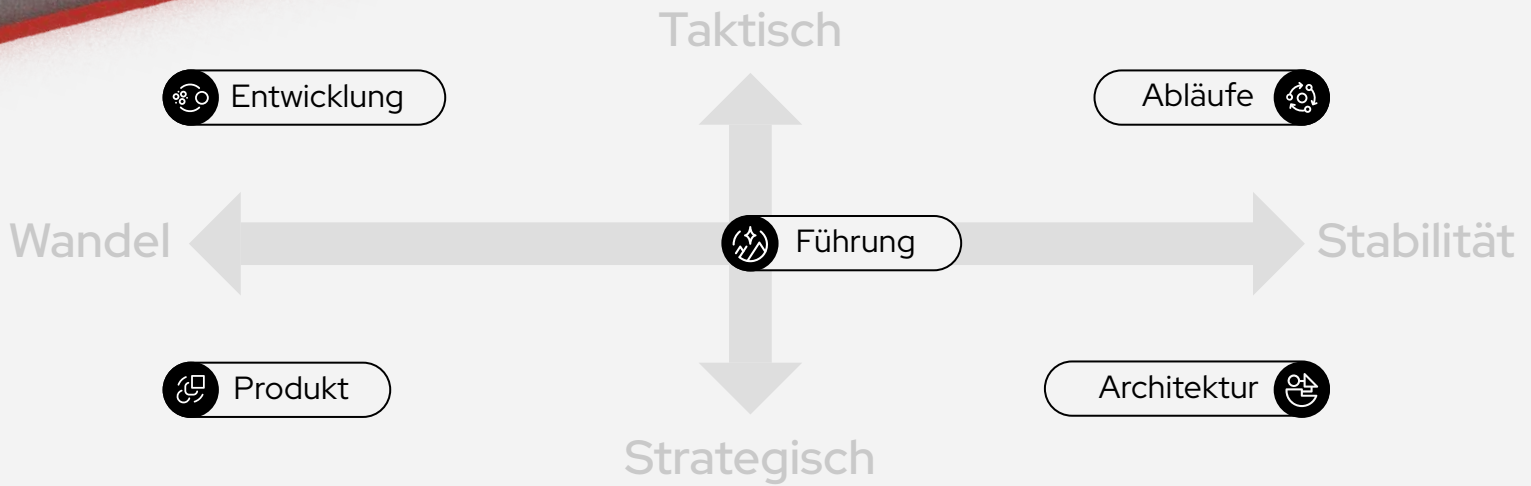 Taktisch
Entwicklung
Abläufe
Wandel
Führung
Stabilität
Produkt
Architektur
Strategisch